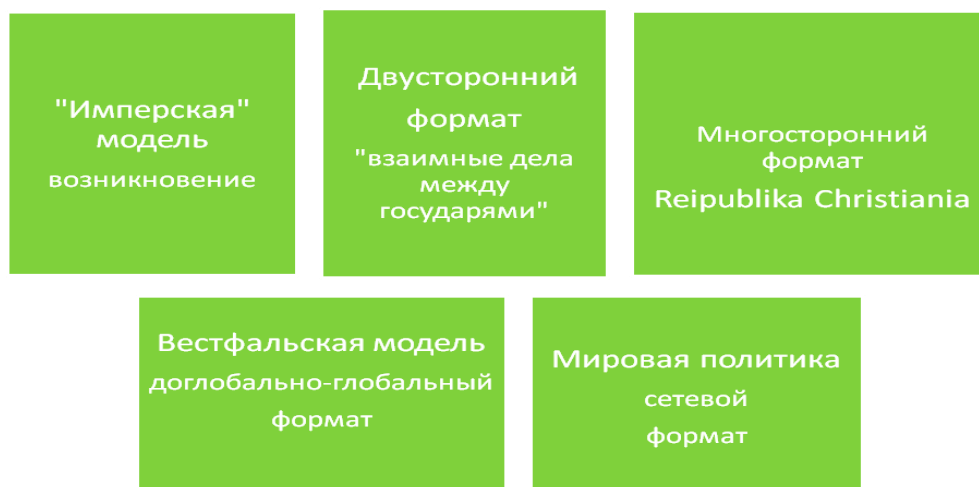 "Имперская"
модель
возникновение
Двусторонний
формат
"взаимные дела
между
государями"
Многосторонний
формат
Reipublika Christiania
Вестфальская модель
доглобально-глобальный
формат
Мировая политика
сетевой
формат